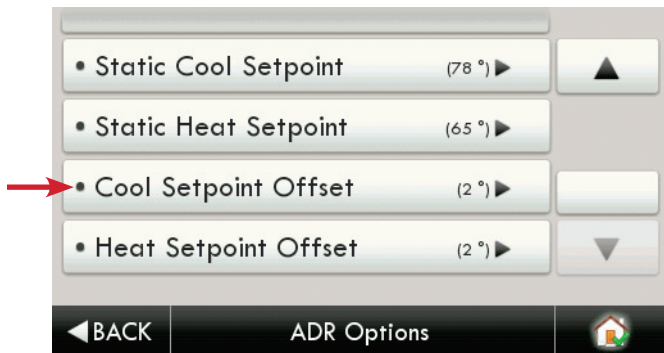 • Static Cool Setpoint (78 °) ▶
• Static Heat Setpoint (65 °) ▶
• Cool Setpoint Offset (2 °) ▶
• Heat Setpoint Offset (2 °) ▶
◀BACK ADR Options